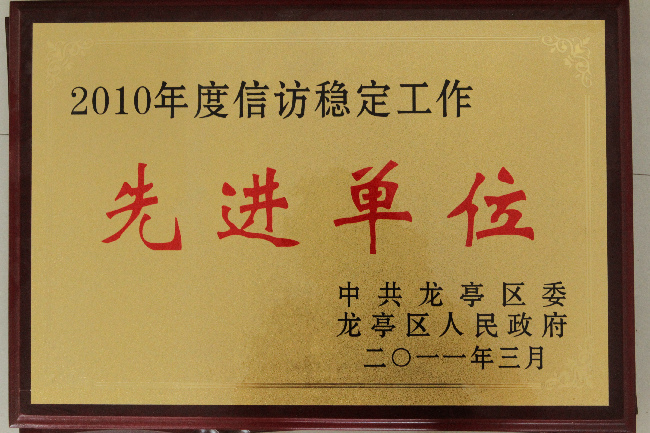 2010年度信访稳定工作
先进单位
中共龙亭区委
龙亭区人民政府
二〇一一年三月